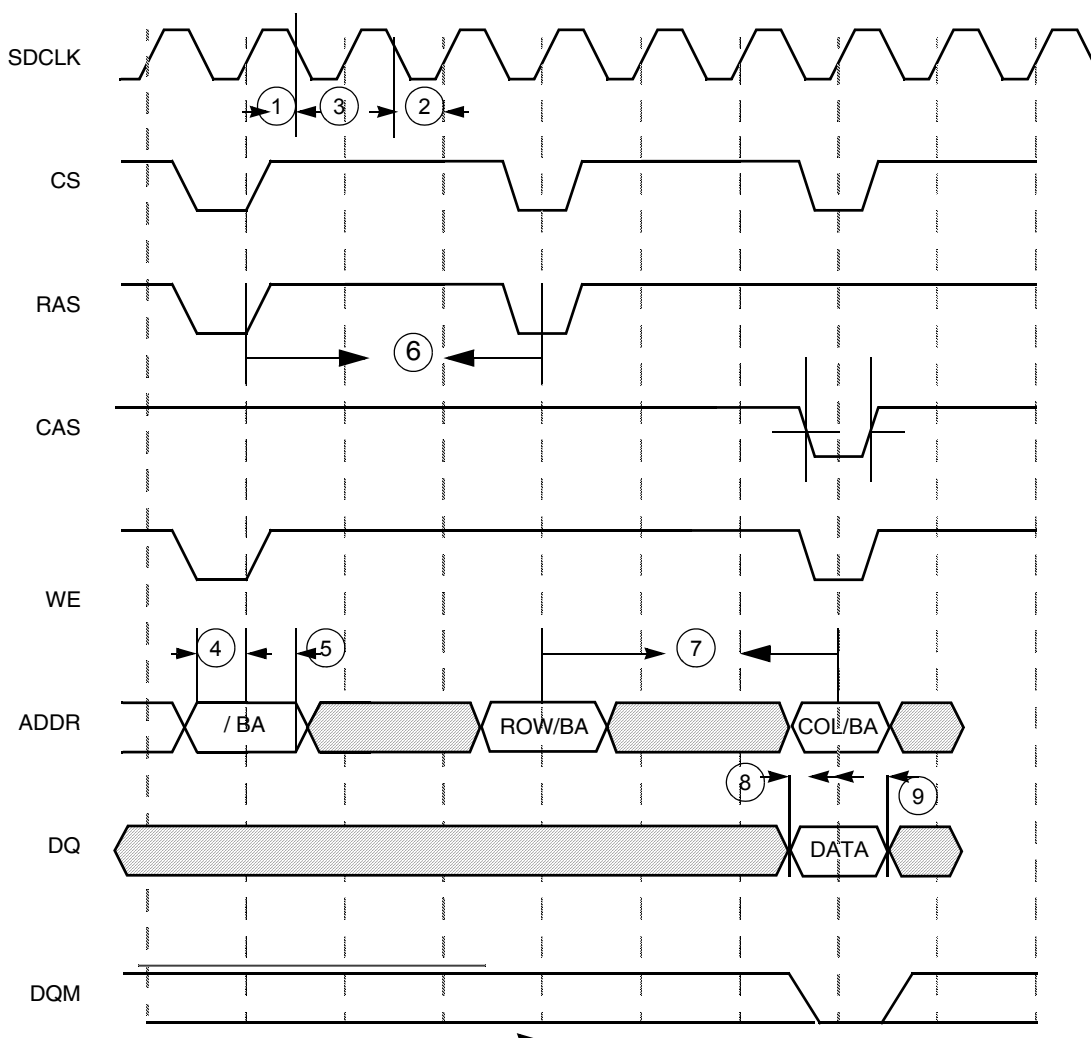 SDCLK
1 3 2
CS
RAS
6
CAS
WE
4 5 7
ADDR / BA ROW/BA COL/BA
8 9
DQ DATA
DQM